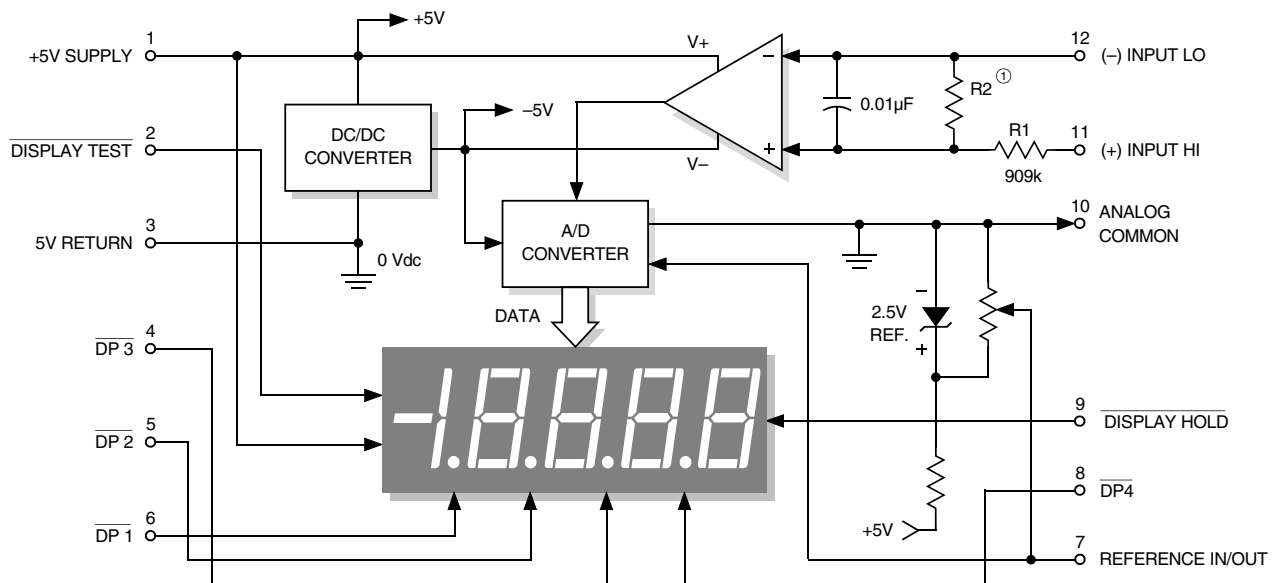 +5V
1
+5V SUPPLY
V+
12
(–) INPUT LO
–
R2 ①
0.01µF
–5V
DC/DC
CONVERTER
2
DISPLAY TEST
R1
11
(+) INPUT HI
+
V–
909k
10
ANALOG
COMMON
A/D
CONVERTER
3
5V RETURN
0 Vdc
DATA
–
2.5V
REF.
+
4
DP 3
-1.8.8.8.8
9
DISPLAY HOLD
5
DP 2
8
DP4
6
DP 1
+5V
7
REFERENCE IN/OUT